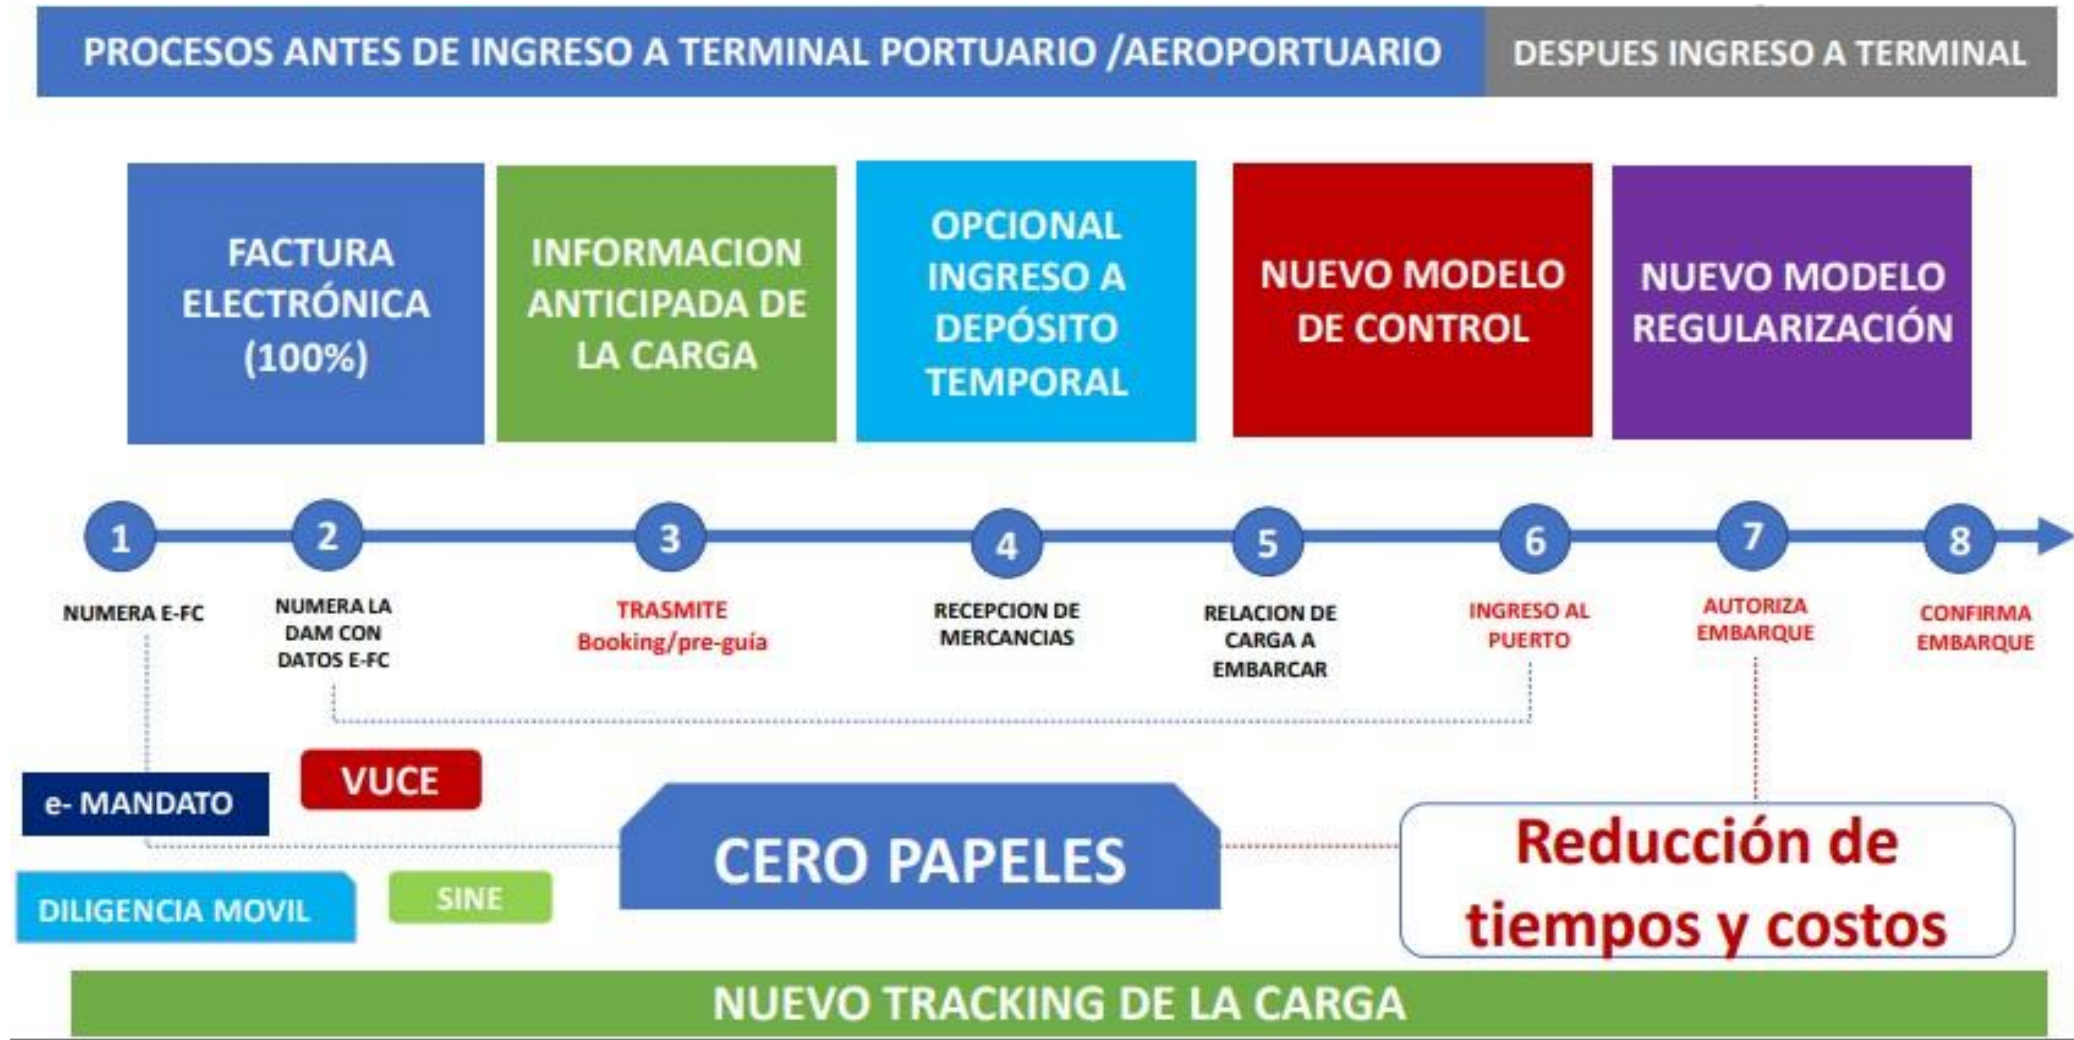 PROCESOS ANTES DE INGRESO A TERMINAL PORTUARIO /AEROPORTUARIO
DESPUES INGRESO A TERMINAL
FACTURA
ELECTRÓNICA
(100%)
INFORMACION
ANTICIPADA DE
LA CARGA
OPCIONAL
INGRESO A
DEPÓSITO
TEMPORAL
NUEVO MODELO
DE CONTROL
NUEVO MODELO
REGULARIZACIÓN
1
2
3
4
5
6
7
8
NUMERA E-FC
NUMERA LA
DAM CON
DATOS E-FC
TRASMITE
Booking/pre-guía
RECEPCION DE
MERCANCIAS
RELACION DE
CARGA A
EMBARCAR
INGRESO AL
PUERTO
AUTORIZA
EMBARQUE
CONFIRMA
EMBARQUE
e- MANDATO
VUCE
DILIGENCIA MOVIL
SINE
CERO PAPELES
Reducción de
tiempos y costos
NUEVO TRACKING DE LA CARGA